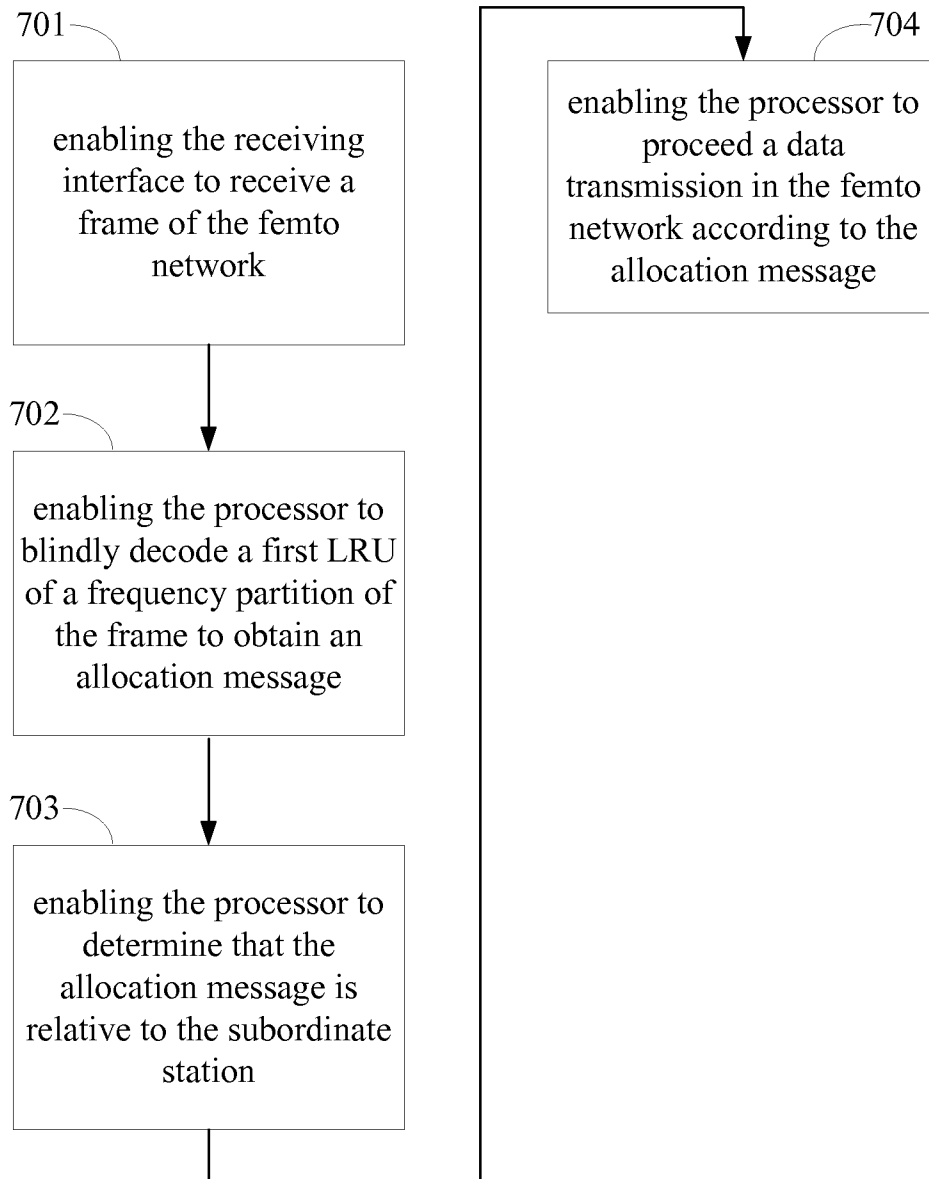 701
enabling the receiving
interface to receive a
frame of the femto
network
702
enabling the processor to
blindly decode a first LRU
of a frequency partition of
the frame to obtain an
allocation message
703
enabling the processor to
determine that the
allocation message is
relative to the subordinate
station
704
enabling the processor to
proceed a data
transmission in the femto
network according to the
allocation message